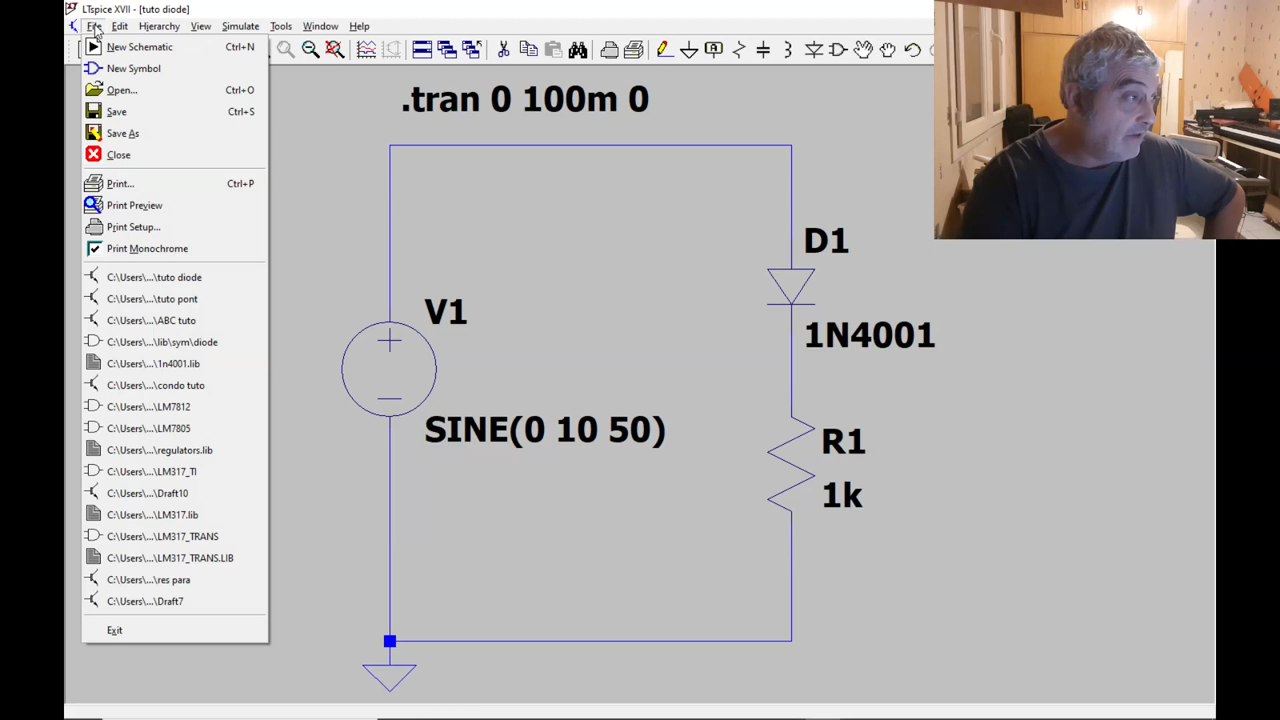 LTspice XVII - [tuto diode]
File Edit Hierarchy View Simulate Tools Window Help
New Schematic Ctrl+N
New Symbol
Open... Ctrl+O
Save Ctrl+S
Save As
Close
Print... Ctrl+P
Print Preview
Print Setup...
Print Monochrome
C:\Users\...\tuto diode
C:\Users\...\tuto pont
C:\Users\...\ABC tuto
C:\Users\...\lib\sym\diode
C:\Users\...\1n4001.lib
C:\Users\...\condo tuto
C:\Users\...\LM7812
C:\Users\...\LM7805
C:\Users\...\regulators.lib
C:\Users\...\LM317_TI
C:\Users\...\Draft10
C:\Users\...\LM317.lib
C:\Users\...\LM317_TRANS
C:\Users\...\LM317_TRANS.LIB
C:\Users\...\res para
C:\Users\...\Draft7
Exit
.tran 0 100m 0
D1
V1
1N4001
SINE(0 10 50)
R1
1k